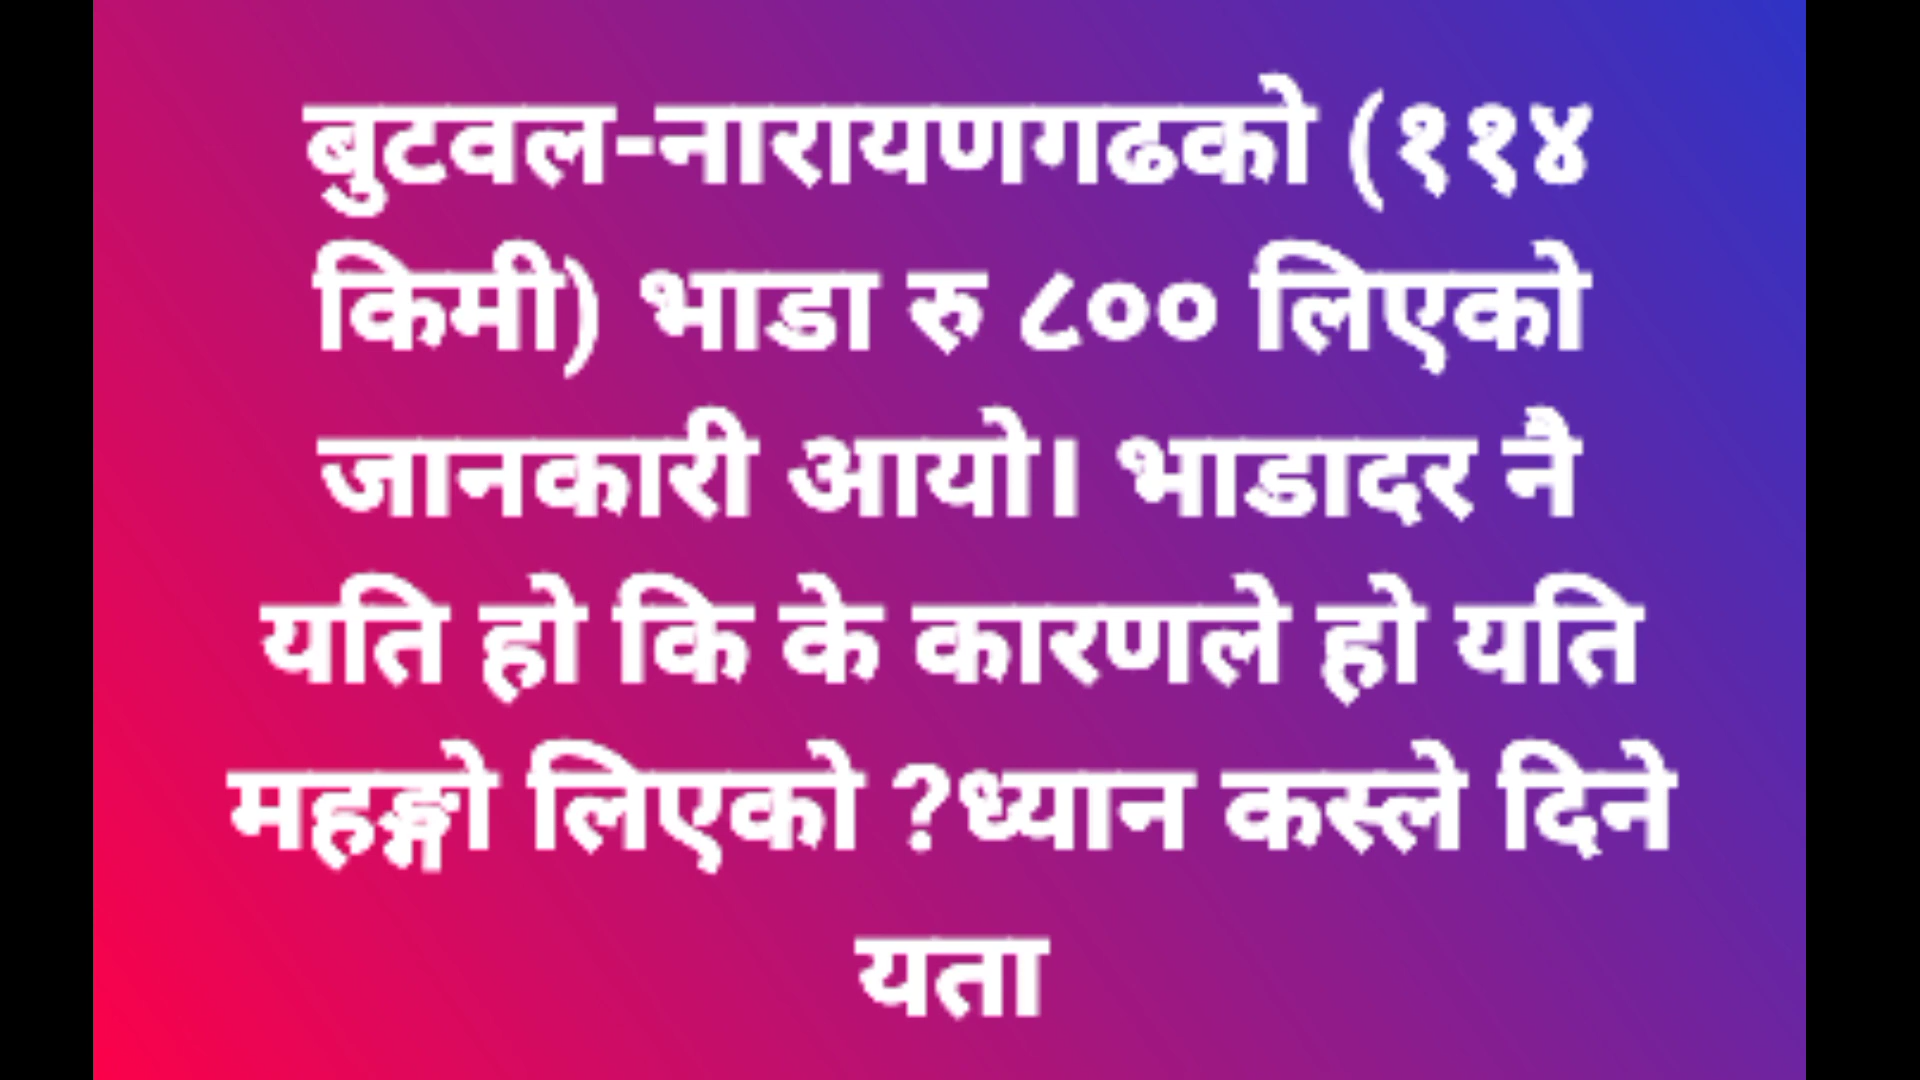 बुटवल-नारायणगढको (११४
किमी) भाडा रु ८०० लिएको
जानकारी आयो। भाडादर नै
यति हो कि के कारणले हो यति
महङ्गो लिएको ?ध्यान कस्ले दिने
यता